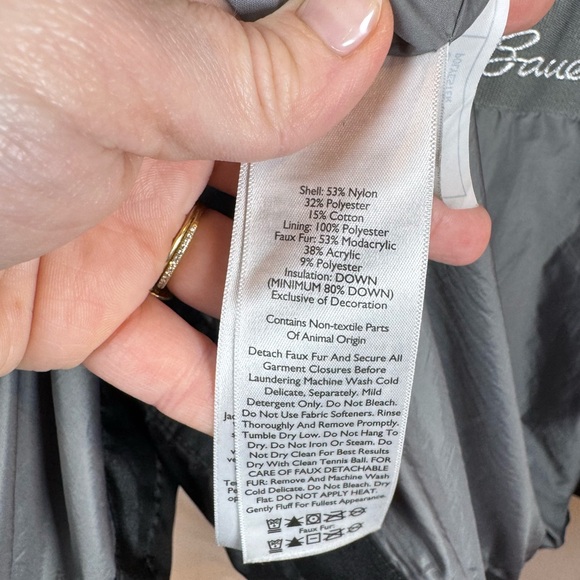 Baue
POLYESTER
Shell: 53% Nylon
32% Polyester
15% Cotton
Lining: 100% Polyester
Faux Fur: 53% Modacrylic
38% Acrylic
9% Polyester
Insulation: DOWN
(MINIMUM 80% DOWN)
Exclusive of Decoration
Contains Non-textile Parts
Of Animal Origin
Detach Faux Fur And Secure All
Garment Closures Before
Laundering Machine Wash Cold
Delicate, Separately. Mild
Detergent Only. Do Not Bleach.
Do Not Use Fabric Softeners. Rinse
Thoroughly And Remove Promptly.
Tumble Dry Low. Do Not Hang To
Dry. Do Not Iron Or Steam. Do
Not Dry Clean For Best Results
Dry With Clean Tennis Ball. FOR
CARE OF FAUX DETACHABLE
FUR: Remove And Machine Wash
Cold Delicate. Do Not Bleach. Dry
Flat. DO NOT APPLY HEAT.
Gently Fluff For Fullest Appearance.
Faux Fur: